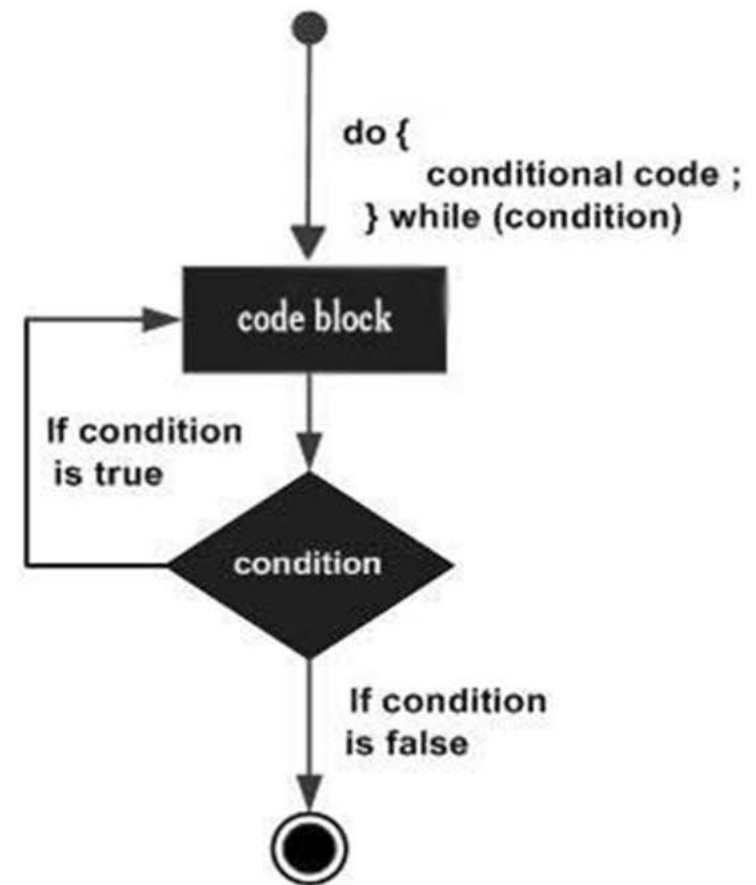 do {
conditional code ;
} while (condition)
code block
If condition
is true
condition
If condition
is false